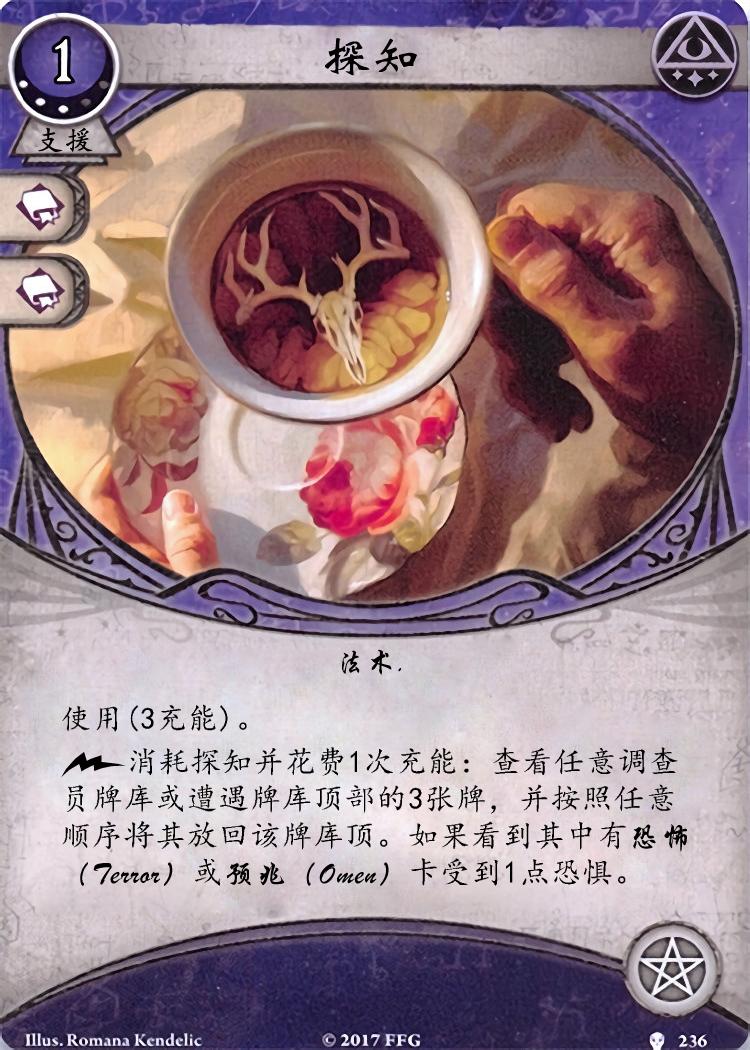 1
探知
支援
法术.
使用(3充能)。
消耗探知并花费1次充能：查看任意调查
员牌库或遭遇牌库顶部的3张牌，并按照任意
顺序将其放回该牌库顶。如果看到其中有恐怖
（Terror）或预兆（Omen）卡受到1点恐惧。
Illus. Romana Kendelic
© 2017 FFG
236